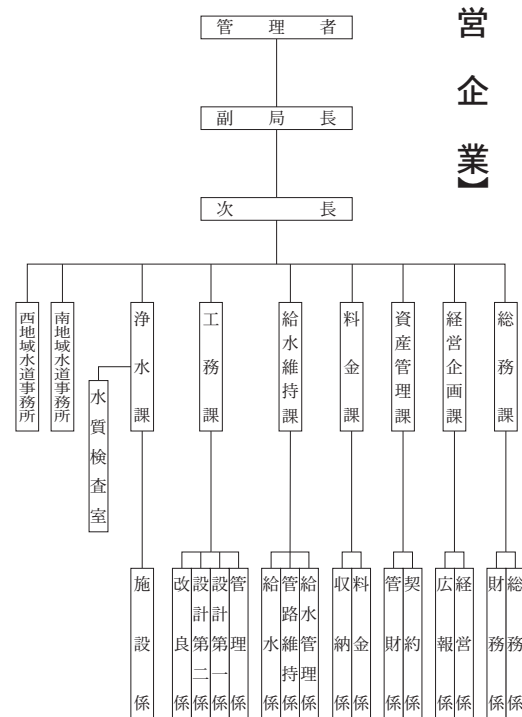 営企業】
管理者
副局長
次長
総務課
経営企画課
資産管理課
料金課
給水維持課
工務課
浄水課
南地域水道事務所
西地域水道事務所
水質検査室
総務係
財務係
経営係
広報係
契約係
管財係
料金係
収納係
給水管理係
管路維持係
給水係
管理係
設計第一係
設計第二係
改良係
施設係